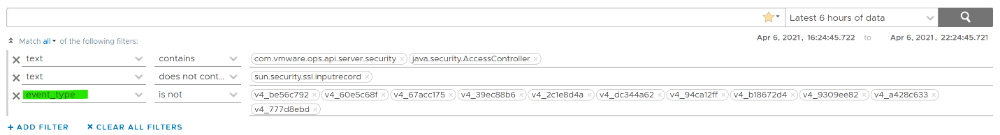 Latest 6 hours of data
Match all of the following filters:
Apr 6, 2021, 16:24:45.722 to Apr 6, 2021, 22:24:45.721
text contains com.vmware.ops.api.server.security java.security.AccessController
text does not cont... sun.security.ssl.inputrecord
event_type is not v4_be56c792 v4_60e5c68f v4_67acc175 v4_39ec88b6 v4_2c1e8d4a v4_dc344a62 v4_94ca12ff v4_b18672d4 v4_9309ee82 v4_a428c633
v4_777d8ebd
+ ADD FILTER × CLEAR ALL FILTERS